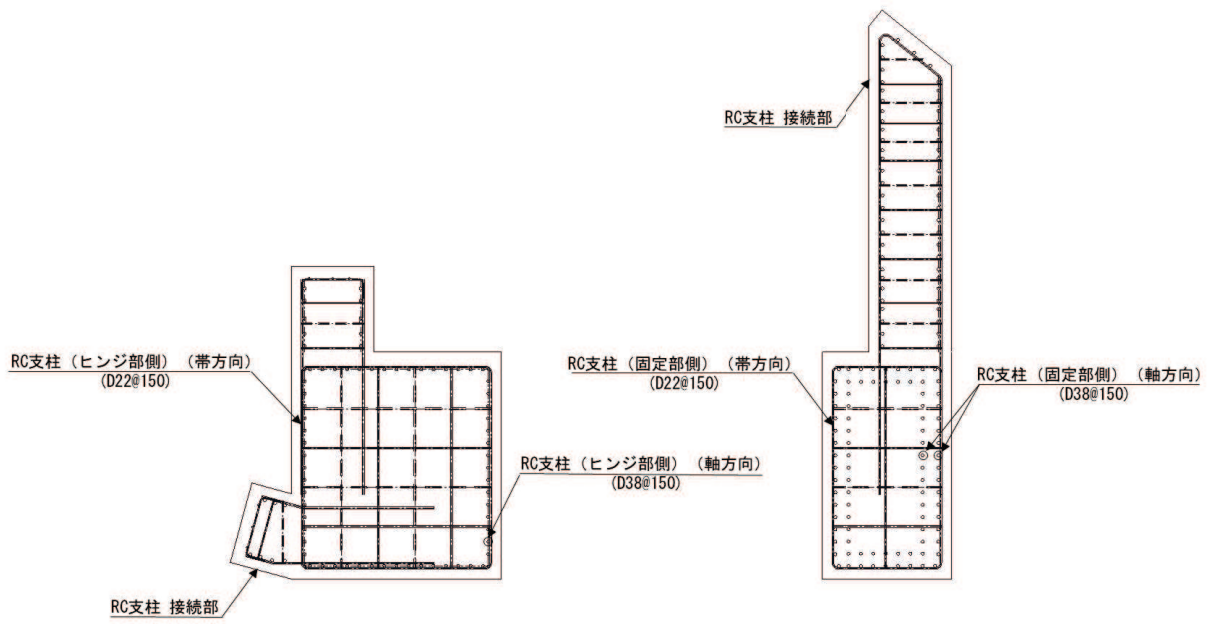 RC支柱 接続部
RC支柱（ヒンジ部側）（帯方向）
(D22@150)
RC支柱（固定部側）（帯方向）
(D22@150)
RC支柱（固定部側）（軸方向）
(D38@150)
RC支柱（ヒンジ部側）（軸方向）
(D38@150)
RC支柱 接続部